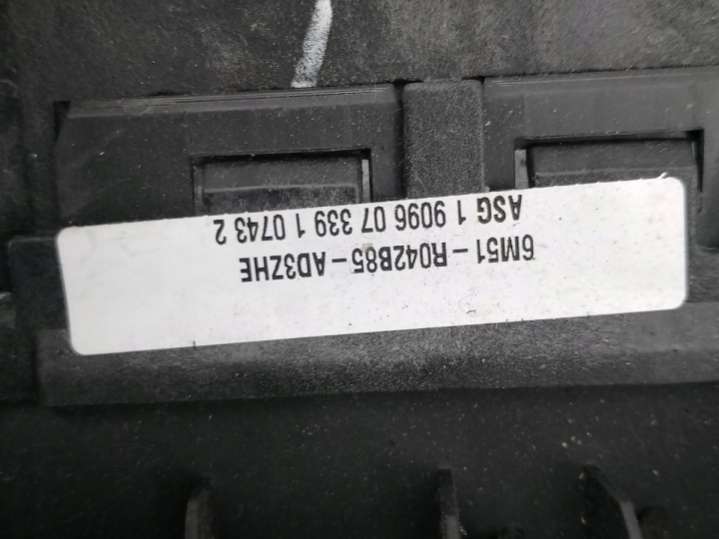 6M51-R042B85-AD3ZHE
ASG 1 9096 07 339 1 0743 2